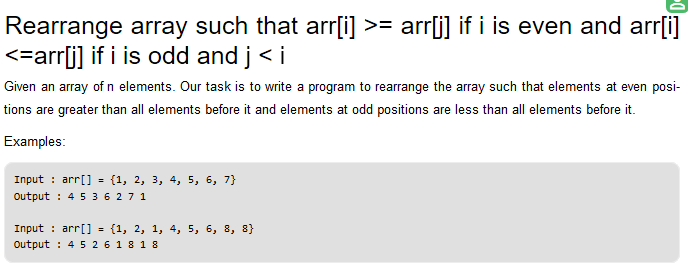 Rearrange array such that arr[i] >= arr[j] if i is even and arr[i]
<=arr[j] if i is odd and j < i
Given an array of n elements. Our task is to write a program to rearrange the array such that elements at even posi-
tions are greater than all elements before it and elements at odd positions are less than all elements before it.
Examples:
Input : arr[] = {1, 2, 3, 4, 5, 6, 7}
Output : 4 5 3 6 2 7 1
Input : arr[] = {1, 2, 1, 4, 5, 6, 8, 8}
Output : 4 5 2 6 1 8 1 8